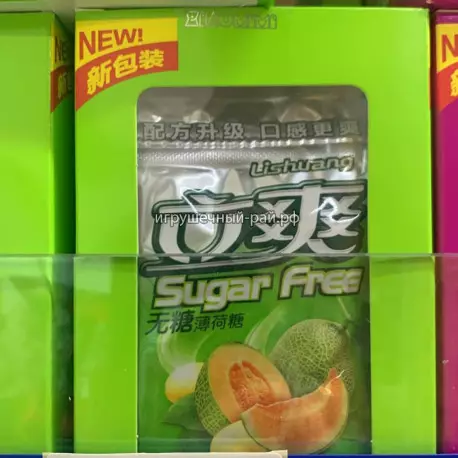 NEW!
新包装
配方升级 口感更爽
Lishuang
игрушечный-рай.рф
立爽
Sugar Free
无糖薄荷糖